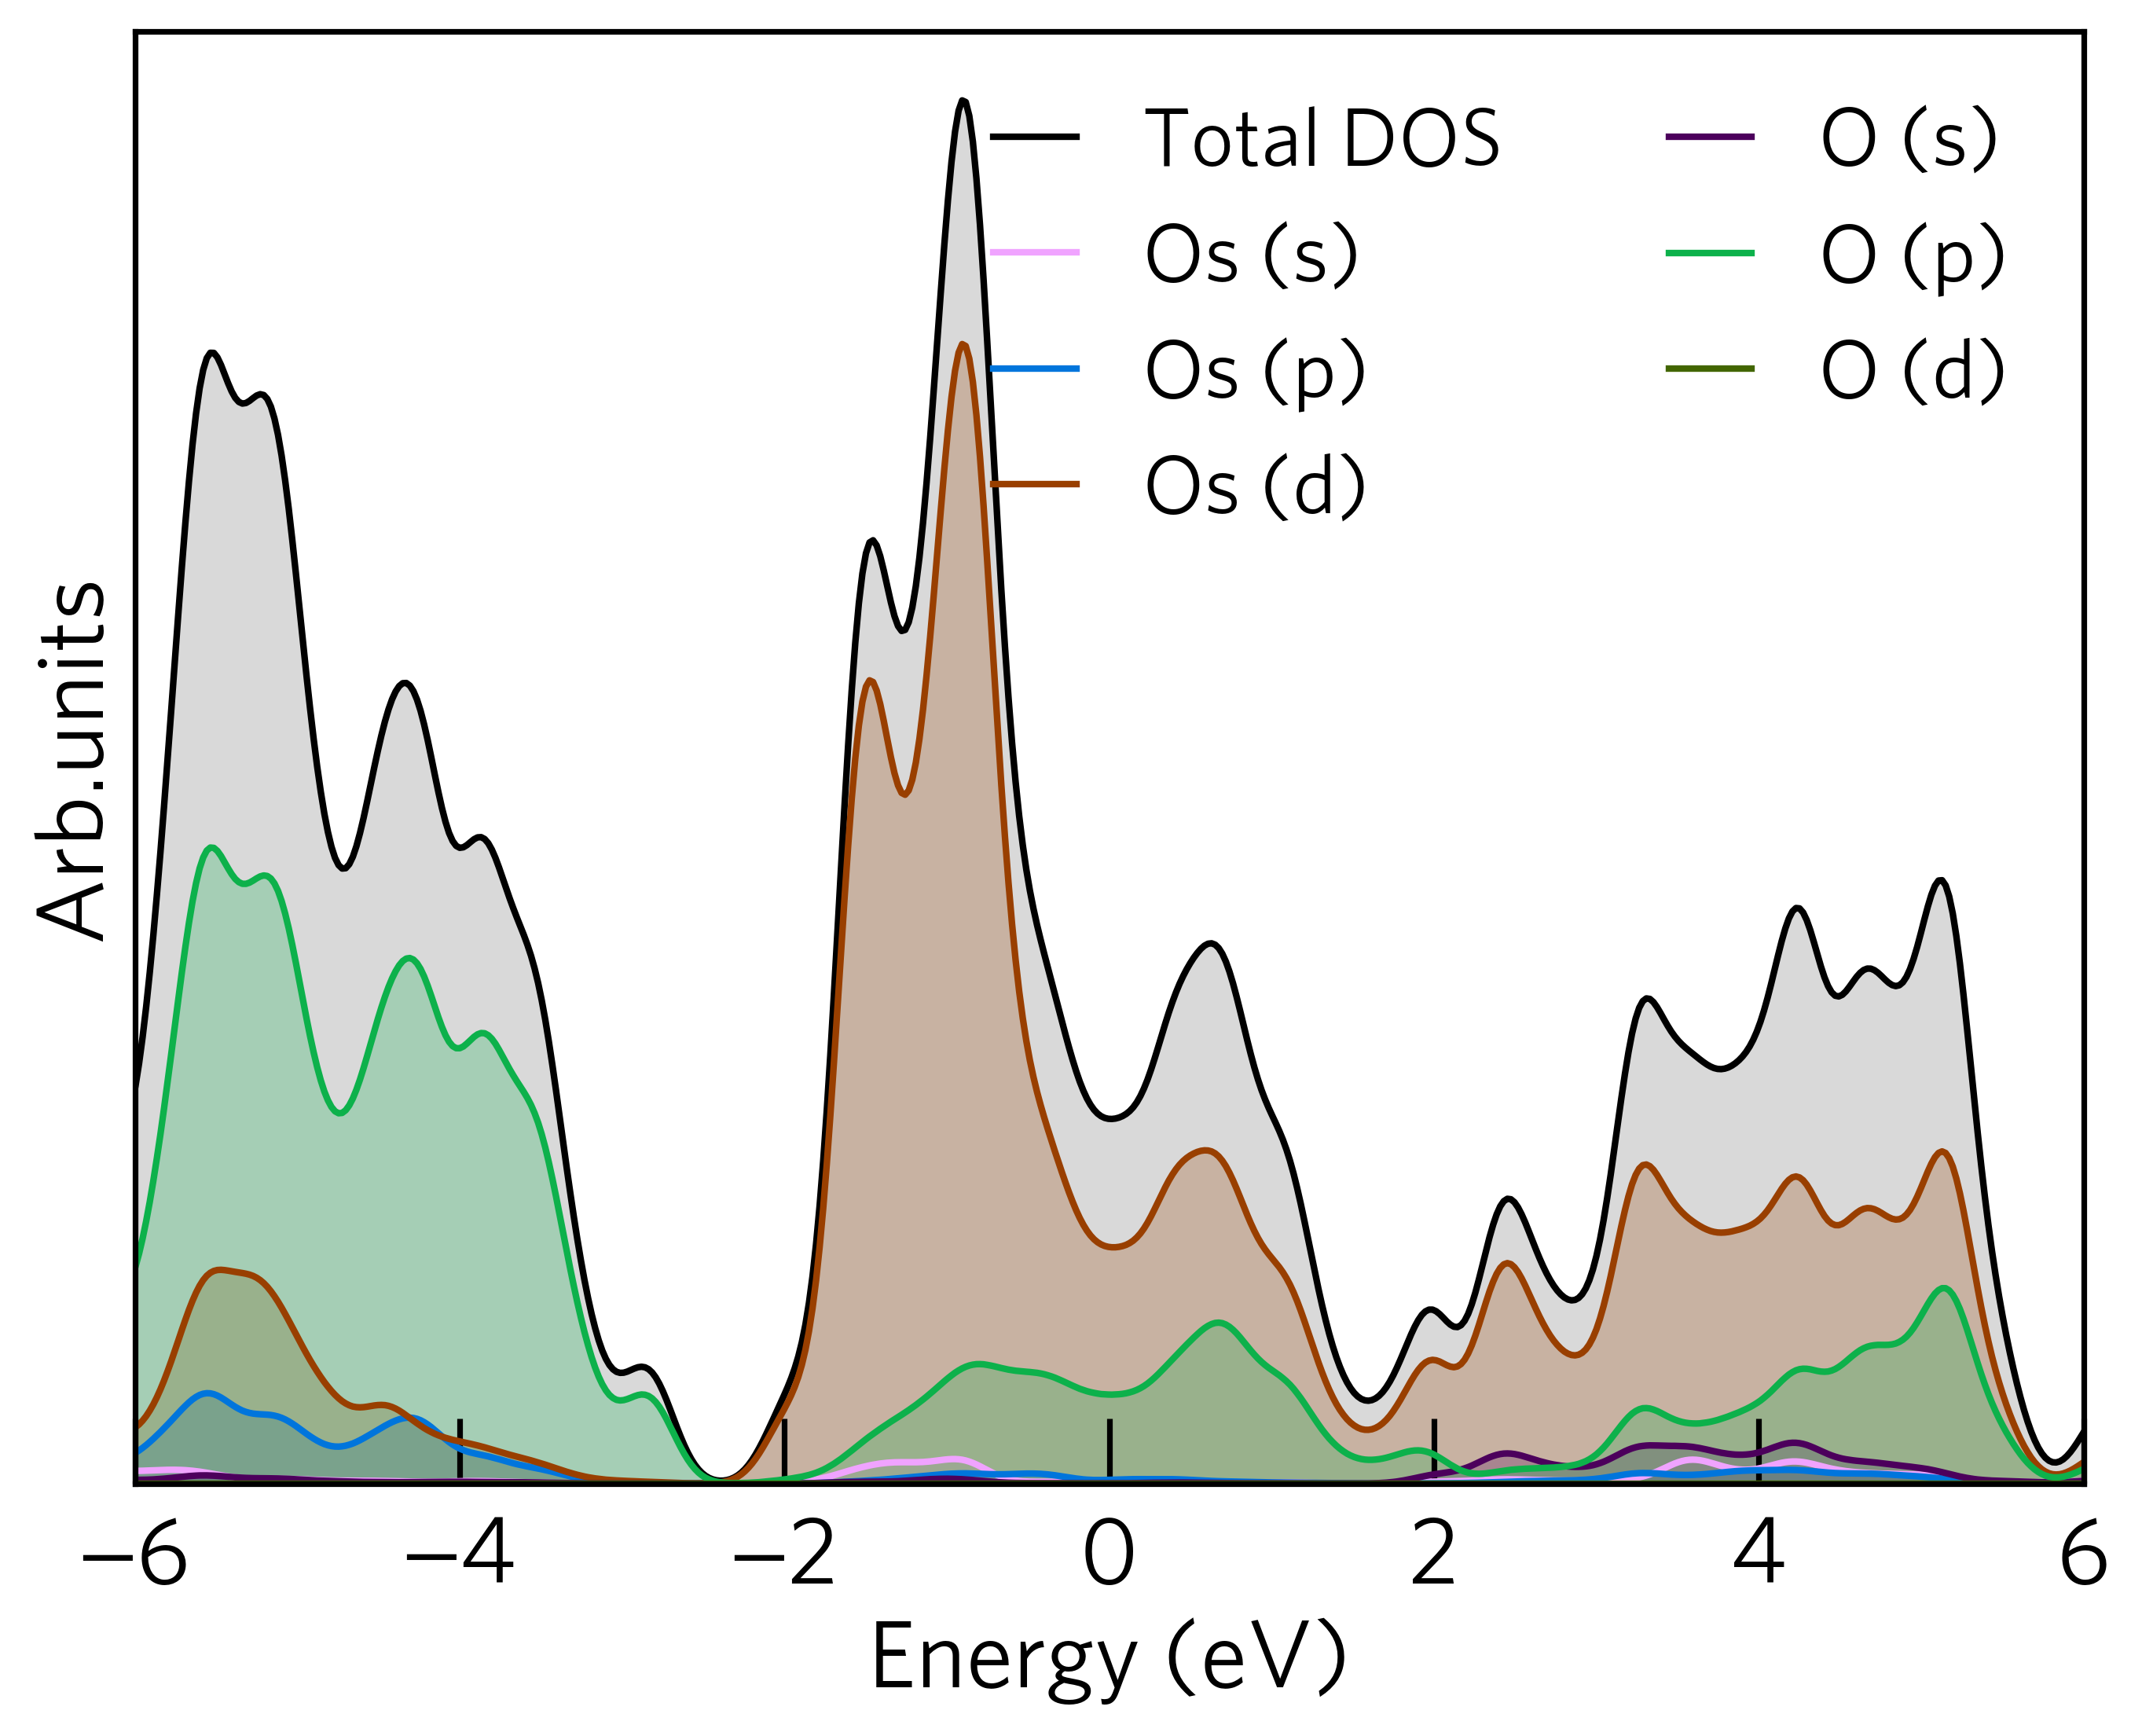 Total DOS
Os (s)
Os (p)
Os (d)
O (s)
O (p)
O (d)
Arb.units
−6 −4 −2 0 2 4 6
Energy (eV)